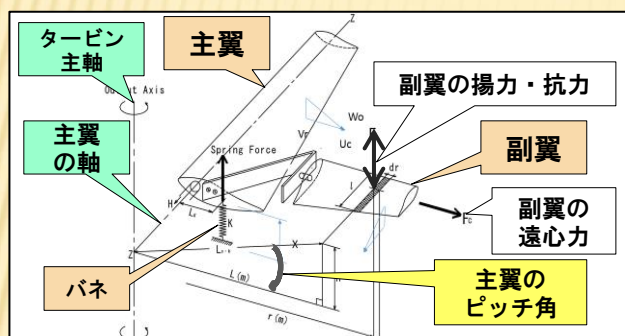 タービン
主軸
Output Axis
主翼
Z
副翼の揚力・抗力
Wo
Vr
Uc
主翼
の軸
Spring Force
副翼
dr
l
H
K
Fc
副翼の
遠心力
X
Z
バネ
L(m)
主翼の
ピッチ角
r(m)